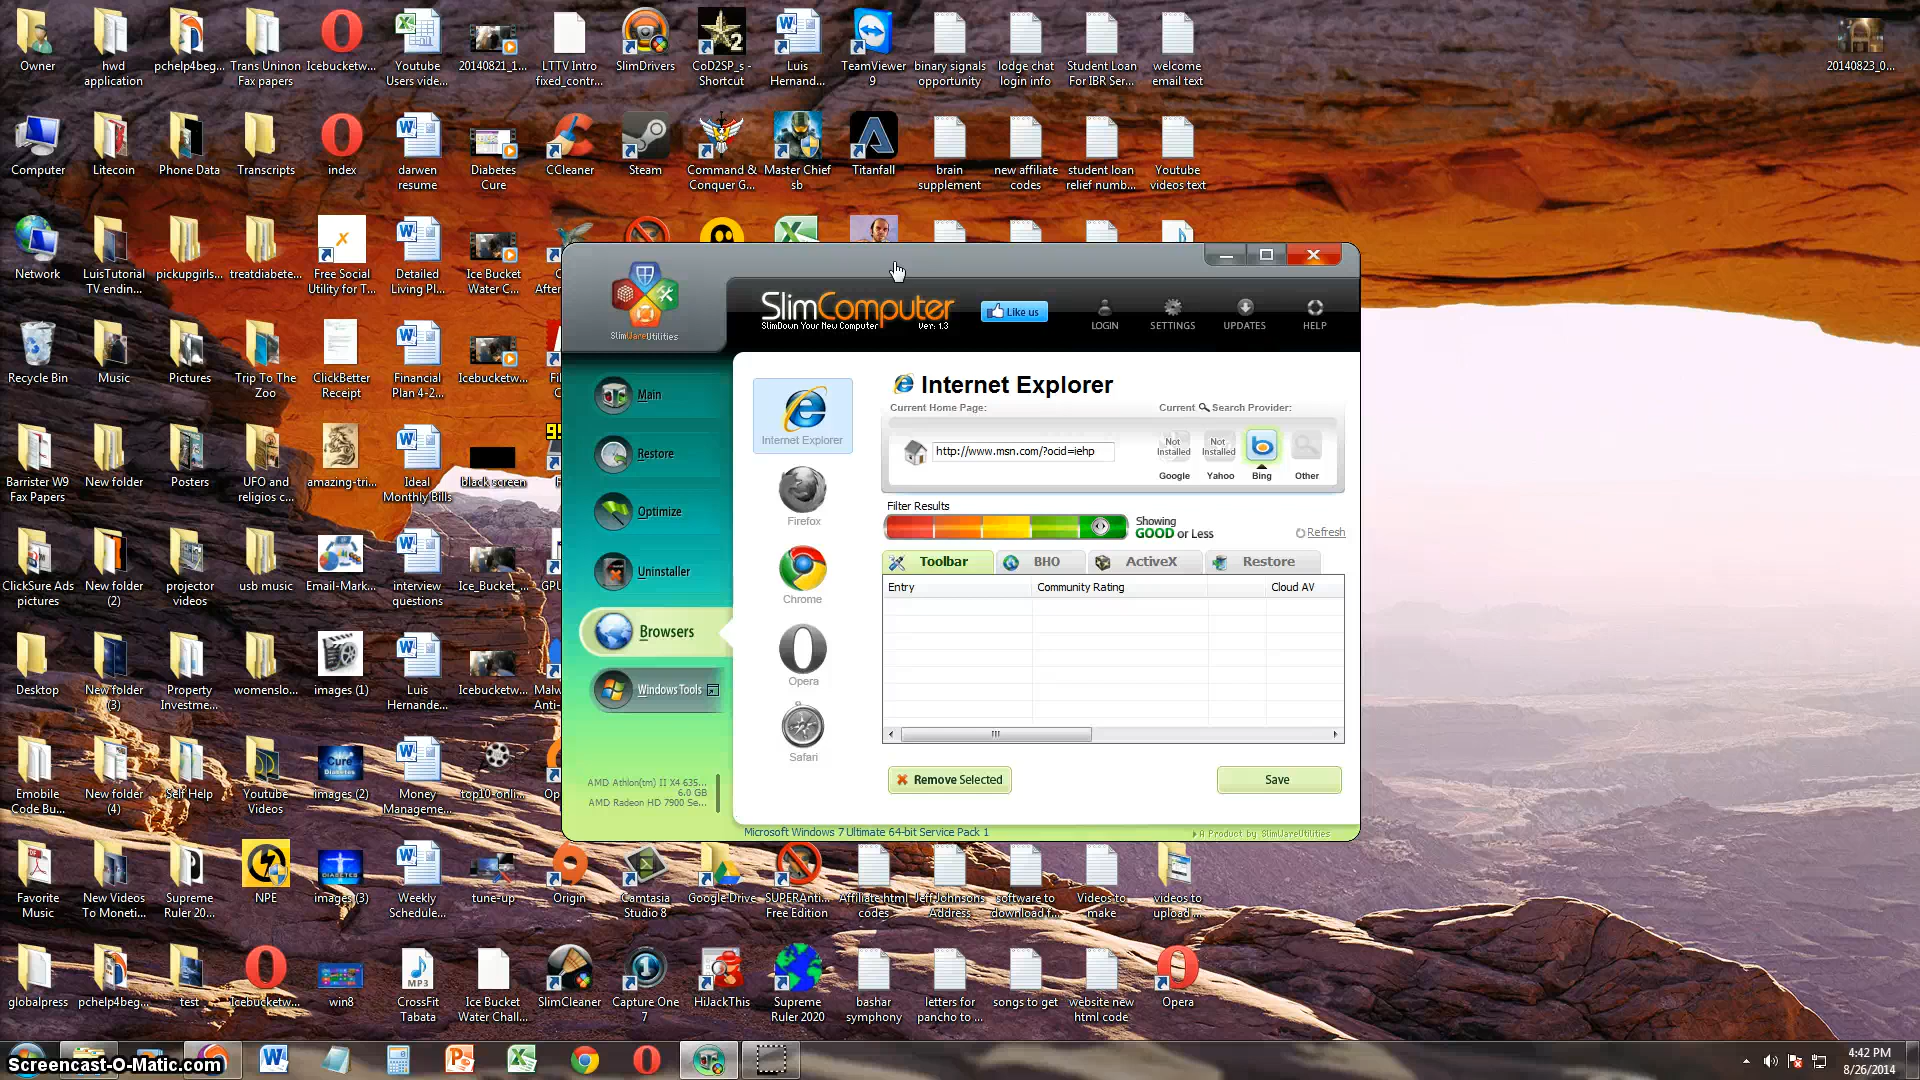 Owner
hwd application
pchelp4beg...
Trans Uninon Fax papers
Icebucketw...
Youtube Users vide...
20140821_1...
LTTV Intro fixed_contr...
SlimDrivers
CoD2SP_s - Shortcut
Luis Hernand...
TeamViewer 9
binary signals opportunity
lodge chat login info
Student Loan For IBR Ser...
welcome email text
20140823_0...
Computer
Litecoin
Phone Data
Transcripts
index
darwen resume
Diabetes Cure
CCleaner
Steam
Command & Conquer G...
Master Chief sb
Titanfall
brain supplement
new affiliate codes
student loan relief numb...
Youtube videos text
Network
LuisTutorial TV endin...
pickupgirls...
treatdiabete...
Free Social Utility for T...
Detailed Living Pl...
Ice Bucket Water C...
Recycle Bin
Music
Pictures
Trip To The Zoo
ClickBetter Receipt
Financial Plan 4-2...
Icebucketw...
Barrister W9 Fax Papers
New folder
Posters
UFO and religios c...
amazing-tri...
Ideal Monthly Bills
black screen
ClickSure Ads pictures
New folder (2)
projector videos
usb music
Email-Mark...
interview questions
Ice_Bucket_...
Desktop
New folder (3)
Property Investme...
womenslo...
images (1)
Luis Hernande...
Icebucketw...
Emobile Code Bu...
New folder (4)
Self Help
Youtube Videos
images (2)
Money Manageme...
top10-onli...
Favorite Music
New Videos To Moneti...
Supreme Ruler 20...
NPE
images (3)
Weekly Schedule...
tune-up
Origin
Camtasia Studio 8
Google Drive
SUPERAnti... Free Edition
Affiliate html codes
Jeff Johnsons Address
software to download f...
Videos to make
videos to upload ...
globalpress
pchelp4beg...
test
Icebucketw...
win8
CrossFit Tabata
Ice Bucket Water Chall...
SlimCleaner
Capture One 7
HiJackThis
Supreme Ruler 2020
bashar symphony
letters for pancho to ...
songs to get
website new html code
Opera
SlimWareUtilities
SlimComputer
SlimDown Your New Computer Ver: 1.3
Like us
LOGIN
SETTINGS
UPDATES
HELP
Main
Restore
Optimize
Uninstaller
Browsers
Windows Tools
AMD Athlon(tm) II X4 635...
6.0 GB
AMD Radeon HD 7900 Se...
Internet Explorer
Firefox
Chrome
Opera
Safari
Internet Explorer
Current Home Page:
Current Search Provider:
http://www.msn.com/?ocid=iehp
Not Installed
Not Installed
Google
Yahoo
Bing
Other
Filter Results
Showing
GOOD or Less
Refresh
Toolbar
BHO
ActiveX
Restore
Entry
Community Rating
Cloud AV
Remove Selected
Save
Microsoft Windows 7 Ultimate 64-bit Service Pack 1
A Product by SlimWareUtilities
Screencast-O-Matic.com
4:42 PM
8/26/2014